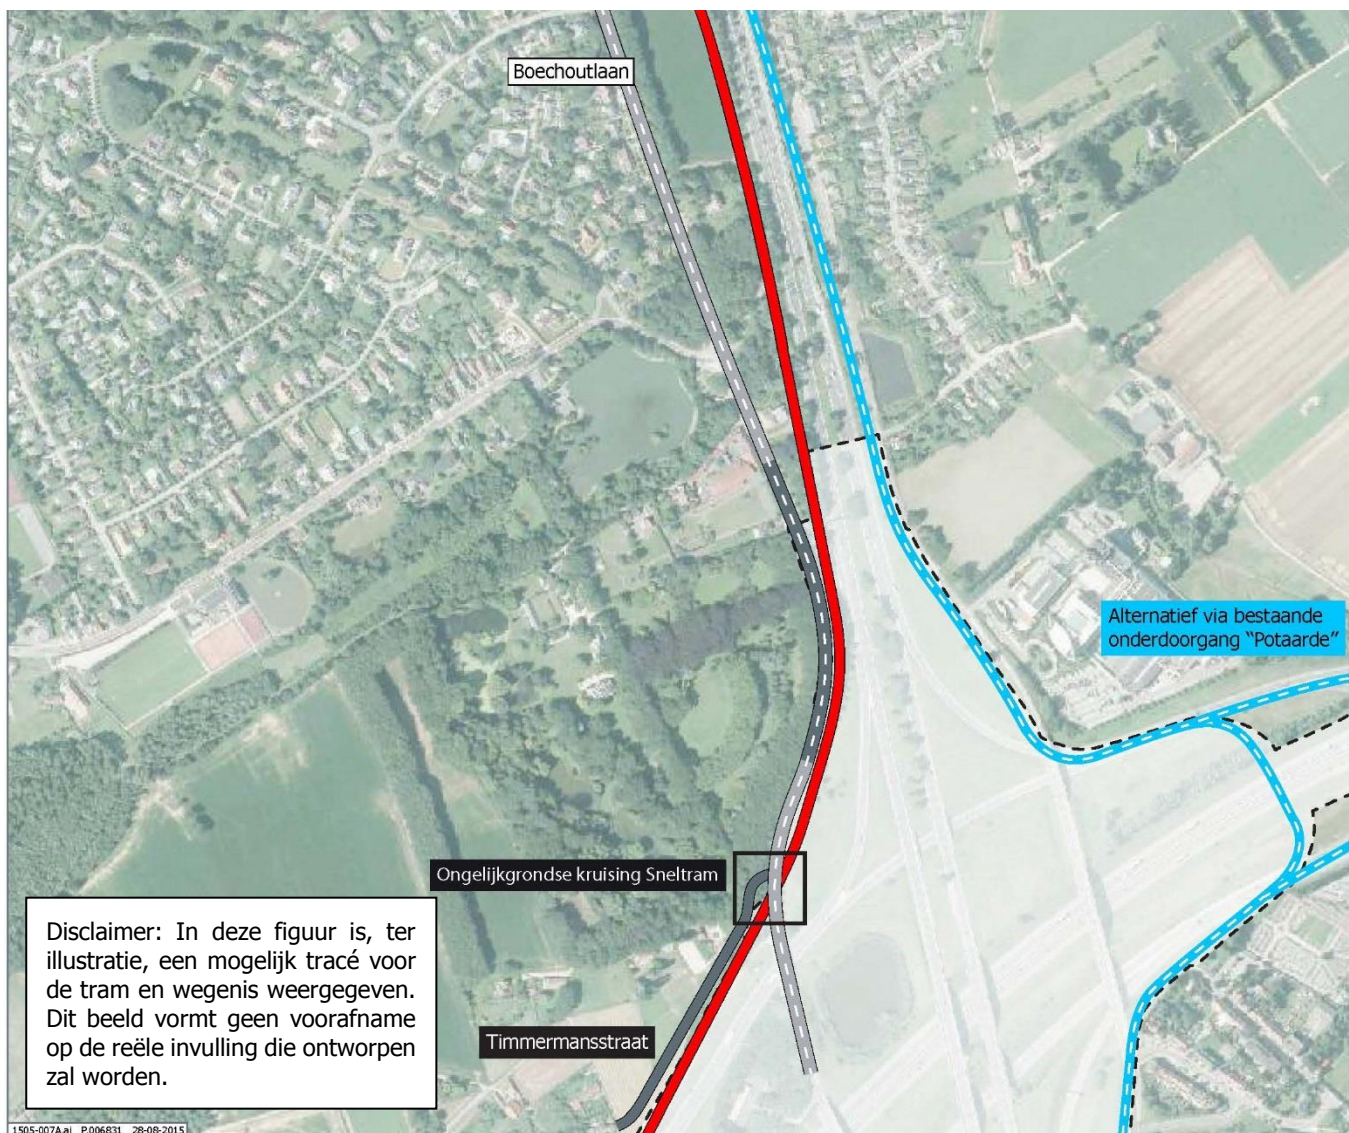 Boechoutlaan
Alternatief via bestaande
onderdoorgang “Potaarde”
Ongelijkgrondse kruising Sneltram
Disclaimer: In deze figuur is, ter
illustratie, een mogelijk tracé voor
de tram en wegenis weergegeven.
Dit beeld vormt geen voorafname
op de reële invulling die ontworpen
zal worden.
Timmermansstraat
1505-007A.ai P.006831 28-08-2015